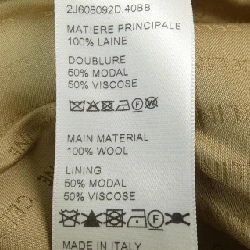 2J60B092D.40BB
MATIERE PRINCIPALE
100% LAINE
DOUBLURE
50% MODAL
50% VISCOSE
MAIN MATERIAL
100% WOOL
LINING
50% MODAL
50% VISCOSE
MADE IN ITALY